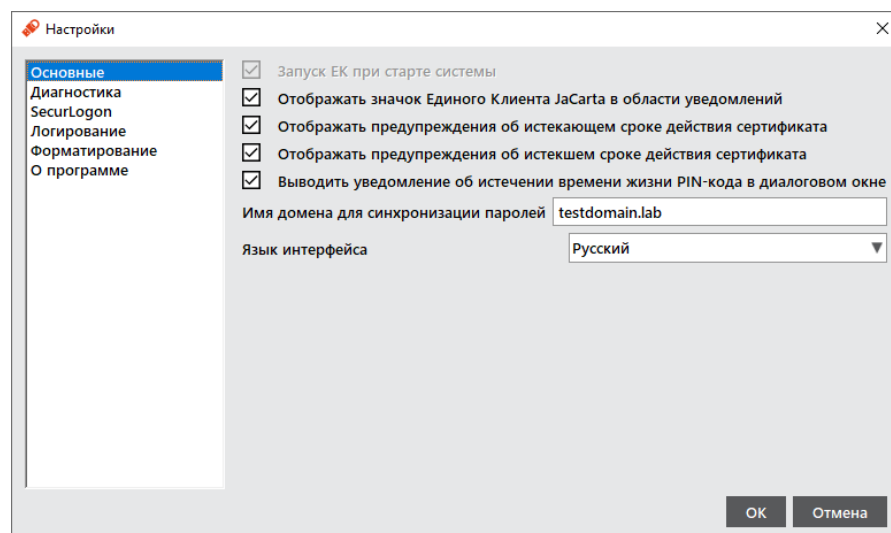 Настройки
Основные
Диагностика
SecurLogon
Логирование
Форматирование
О программе
Запуск ЕК при старте системы
Отображать значок Единого Клиента JaCarta в области уведомлений
Отображать предупреждения об истекающем сроке действия сертификата
Отображать предупреждения об истекшем сроке действия сертификата
Выводить уведомление об истечении времени жизни PIN-кода в диалоговом окне
Имя домена для синхронизации паролей testdomain.lab
Язык интерфейса Русский
ОК Отмена